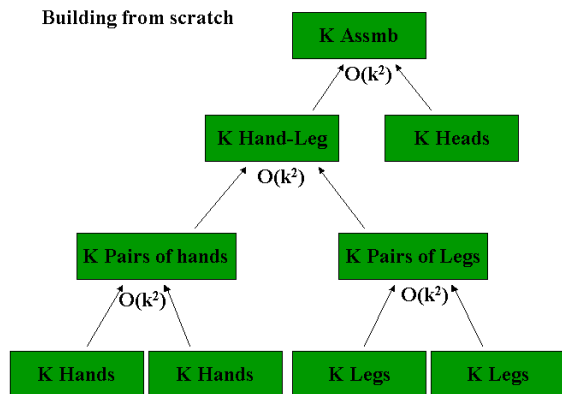 Building from scratch
K Assmb
O(k²)
K Hand-Leg
K Heads
O(k²)
K Pairs of hands
K Pairs of Legs
O(k²)
O(k²)
K Hands
K Hands
K Legs
K Legs